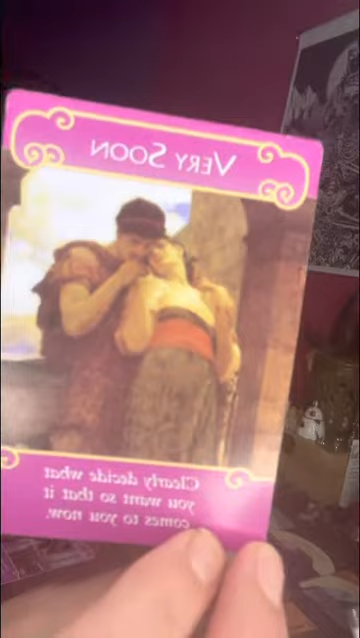 VERY SOON
Clearly decide what
you want so that it
comes to you now.